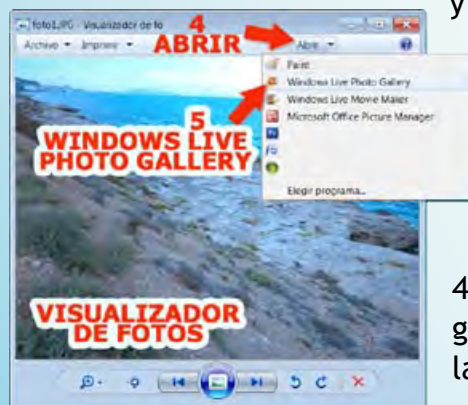 y
foto1.JPG - Visualizador de fo
4
ABRIR
Archivo Imprimir Abrir
Paint
Windows Live Photo Gallery
Windows Live Movie Maker
Microsoft Office Picture Manager
Elegir programa...
5
WINDOWS LIVE
PHOTO GALLERY
VISUALIZADOR
DE FOTOS
4
g
la